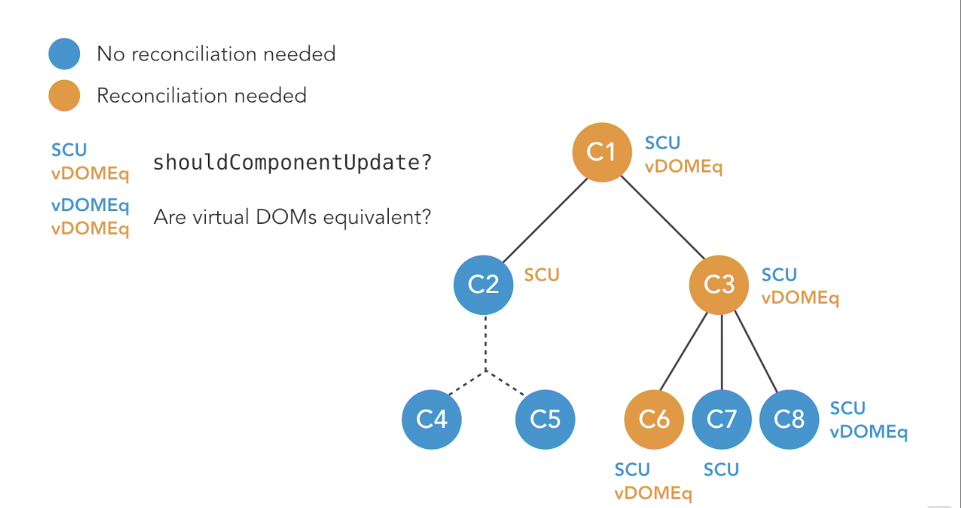 No reconciliation needed
Reconciliation needed
SCU
vDOMEq
shouldComponentUpdate?
vDOMEq
vDOMEq
Are virtual DOMs equivalent?
C1
SCU
vDOMEq
C2
SCU
C3
SCU
vDOMEq
C4
C5
C6
C7
C8
SCU
vDOMEq
SCU
vDOMEq
SCU